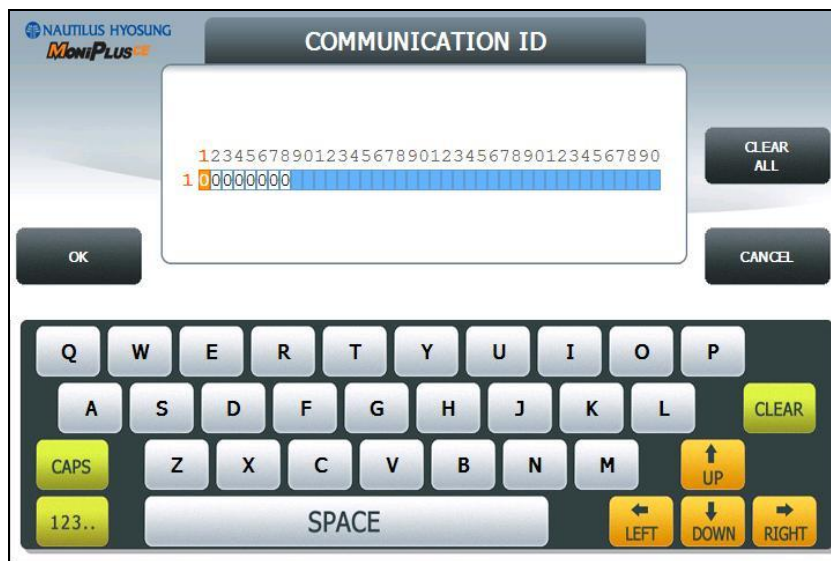 NAUTILUS HYOSUNG
MoniPlusCE
COMMUNICATION ID
1234567890123456789012345678901234567890
1 00000000
CLEAR
ALL
OK
CANCEL
Q W E R T Y U I O P
A S D F G H J K L CLEAR
CAPS Z X C V B N M UP
123.. SPACE LEFT DOWN RIGHT